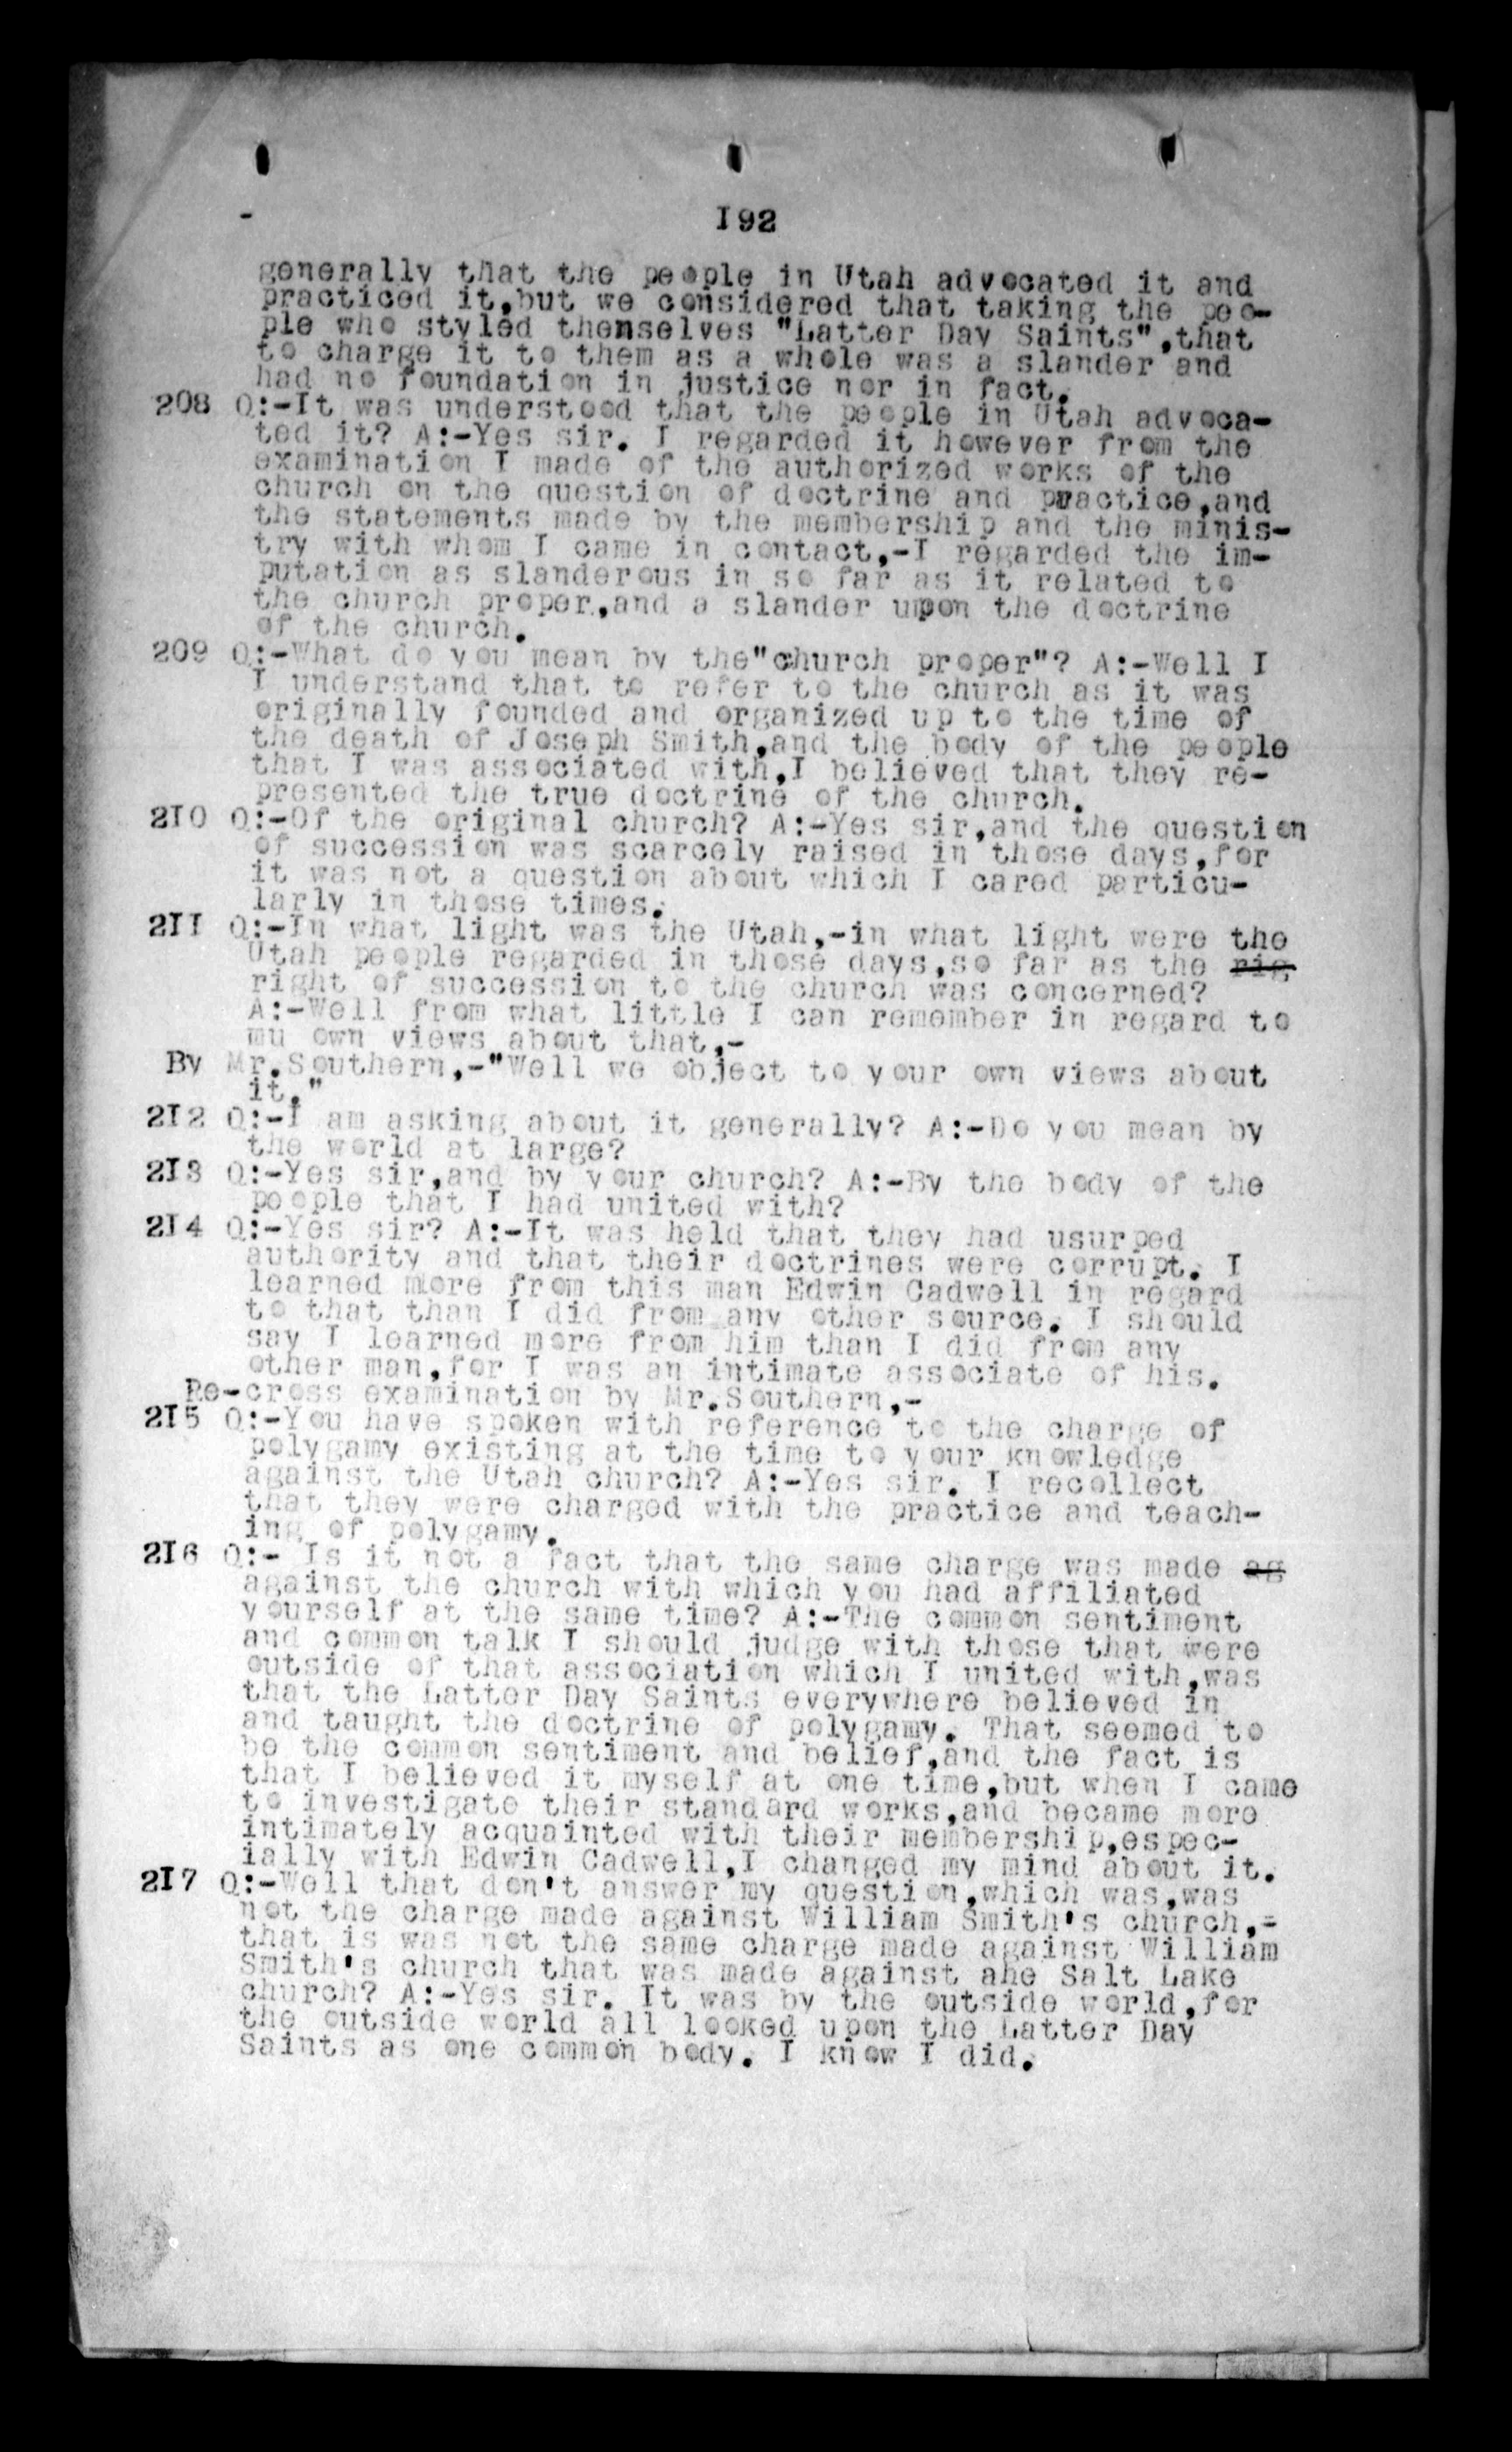 192
generally that the people in Utah advocated it and
practiced it,but we considered that taking the peo-
ple who styled themselves "Latter Day Saints",that
to charge it to them as a whole was a slander and
had no foundation in justice nor in fact.
208 Q:-It was understood that the people in Utah advoca-
ted it? A:-Yes sir. I regarded it however from the
examination I made of the authorized works of the
church on the question of doctrine and practice,and
the statements made by the membership and the minis-
try with whom I came in contact,-I regarded the im-
putation as slanderous in so far as it related to
the church proper,and a slander upon the doctrine
of the church.
209 Q:-What do you mean by the"church proper"? A:-Well I
I understand that to refer to the church as it was
originally founded and organized up to the time of
the death of Joseph Smith,and the body of the people
that I was associated with,I believed that they re-
presented the true doctrine of the church.
210 Q:-Of the original church? A:-Yes sir,and the question
of succession was scarcely raised in those days,for
it was not a question about which I cared particu-
larly in those times.
211 Q:-In what light was the Utah,-in what light were the
Utah people regarded in those days,so far as the rig
right of succession to the church was concerned?
A:-Well from what little I can remember in regard to
mu own views about that,-
By Mr.Southern,-"Well we object to your own views about
it."
212 Q:-I am asking about it generally? A:-Do you mean by
the world at large?
213 Q:-Yes sir,and by your church? A:-By the body of the
people that I had united with?
214 Q:-Yes sir? A:-It was held that they had usurped
authority and that their doctrines were corrupt. I
learned more from this man Edwin Cadwell in regard
to that than I did from any other source. I should
say I learned more from him than I did from any
other man,for I was an intimate associate of his.
Re-cross examination by Mr.Southern,-
215 Q:-You have spoken with reference to the charge of
polygamy existing at the time to your knowledge
against the Utah church? A:-Yes sir. I recollect
that they were charged with the practice and teach-
ing of polygamy.
216 Q:- Is it not a fact that the same charge was made ag
against the church with which you had affiliated
yourself at the same time? A:-The common sentiment
and common talk I should judge with those that were
outside of that association which I united with,was
that the Latter Day Saints everywhere believed in
and taught the doctrine of polygamy. That seemed to
be the common sentiment and belief,and the fact is
that I believed it myself at one time,but when I came
to investigate their standard works,and became more
intimately acquainted with their membership,espec-
ially with Edwin Cadwell,I changed my mind about it.
217 Q:-Well that don't answer my question,which was,was
not the charge made against William Smith's church,-
that is was not the same charge made against William
Smith's church that was made against ahe Salt Lake
church? A:-Yes sir. It was by the outside world,for
the outside world all looked upon the Latter Day
Saints as one common body. I know I did.